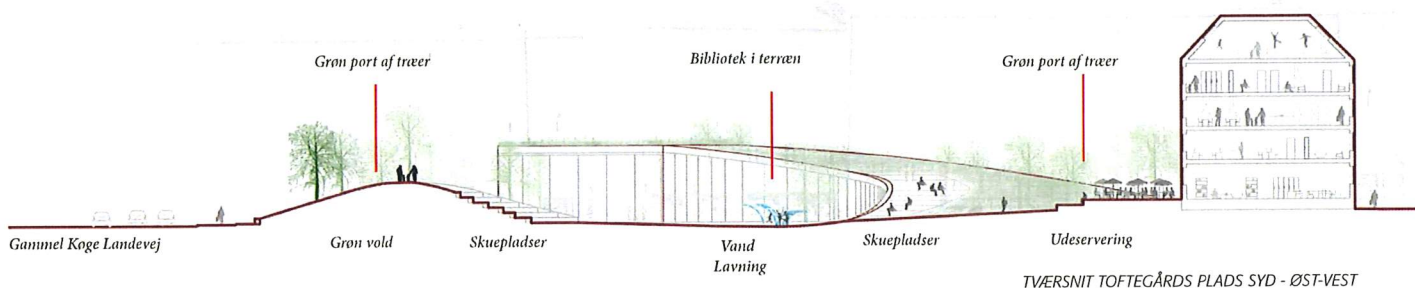 Grøn port af træer
Bibliotek i terræn
Grøn port af træer
Gammel Køge Landevej
Grøn vold
Skuepladser
Vand
Lavning
Skuepladser
Udeservering
TVÆRSNIT TOFTEGÅRDS PLADS SYD - ØST-VEST